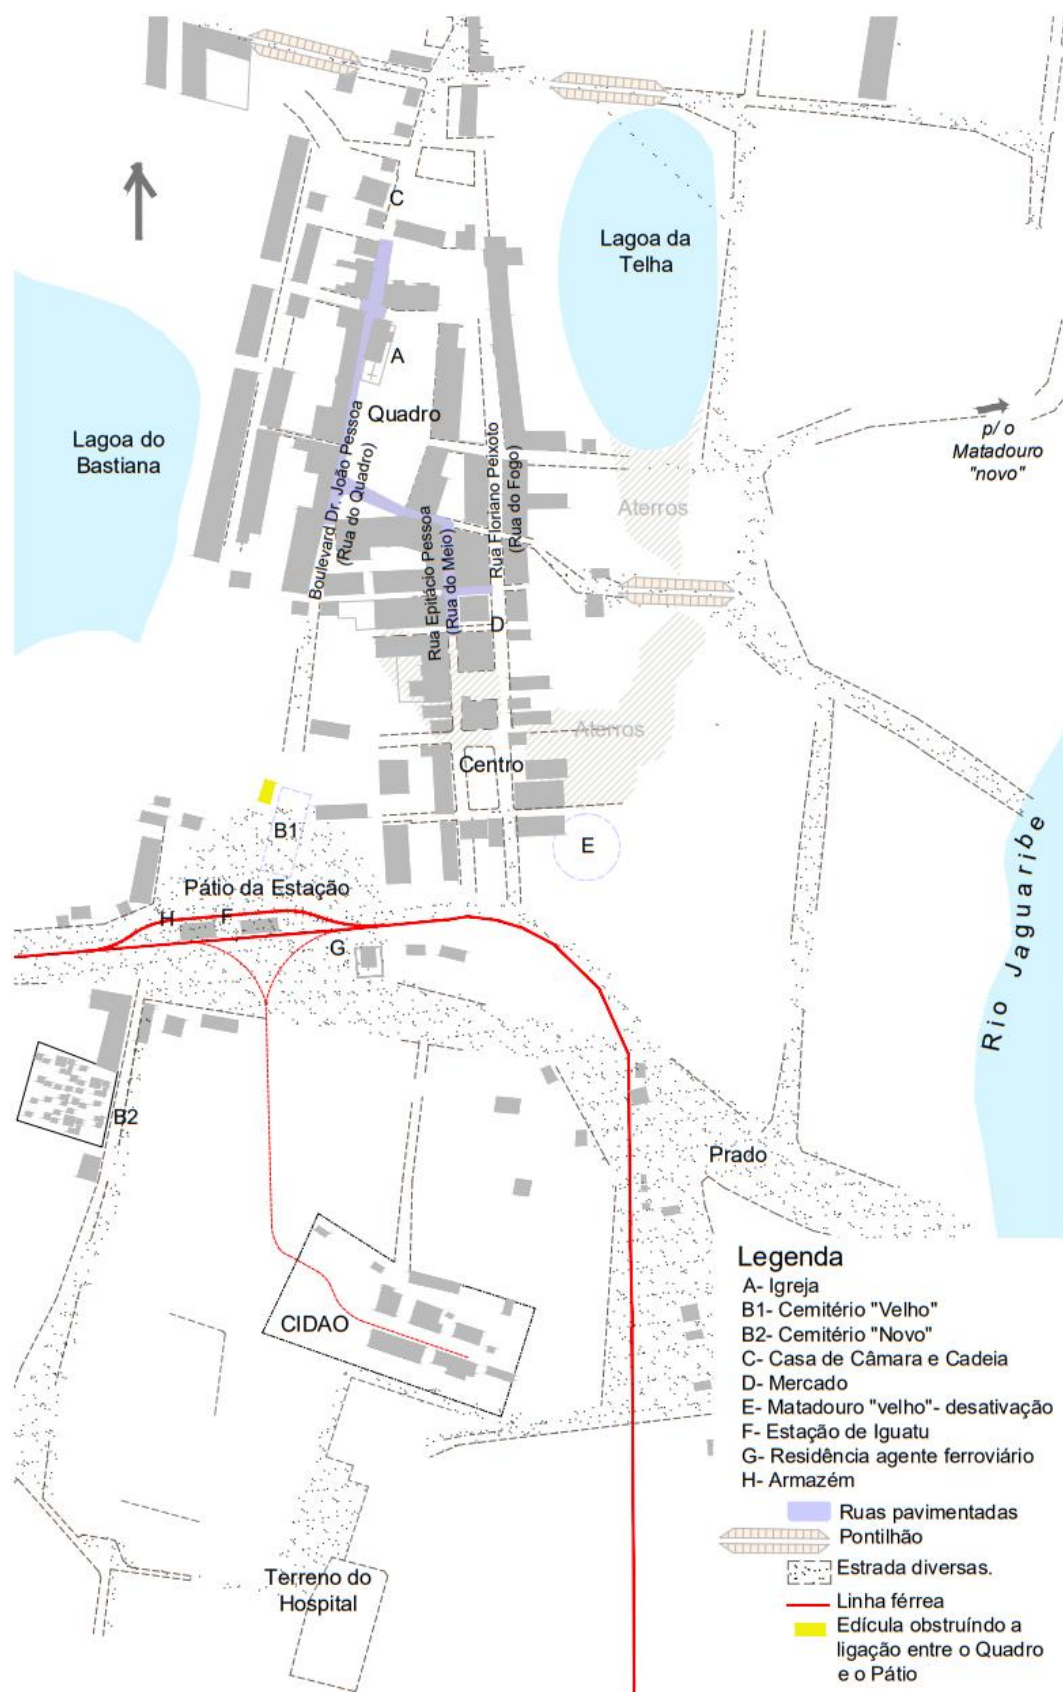 C
Lagoa da
Telha
A
Quadro
Lagoa do
Bastiana
p/ o
Matadouro
"novo"
Boulevard Dr. João Pessoa
(Rua do Quadro)
Rua Epitácio Pessoa
(Rua do Meio)
Rua Floriano Peixoto
(Rua do Fogo)
Aterros
D
Aterros
Centro
B1
E
Rio Jaguaribe
Pátio da Estação
H
F
G
B2
Prado
CIDAO
Terreno do
Hospital
Legenda
A- Igreja
B1- Cemitério "Velho"
B2- Cemitério "Novo"
C- Casa de Câmara e Cadeia
D- Mercado
E- Matadouro "velho"- desativação
F- Estação de Iguatu
G- Residência agente ferroviário
H- Armazém
Ruas pavimentadas
Pontilhão
Estrada diversas.
Linha férrea
Edícula obstruíndo a
ligação entre o Quadro
e o Pátio